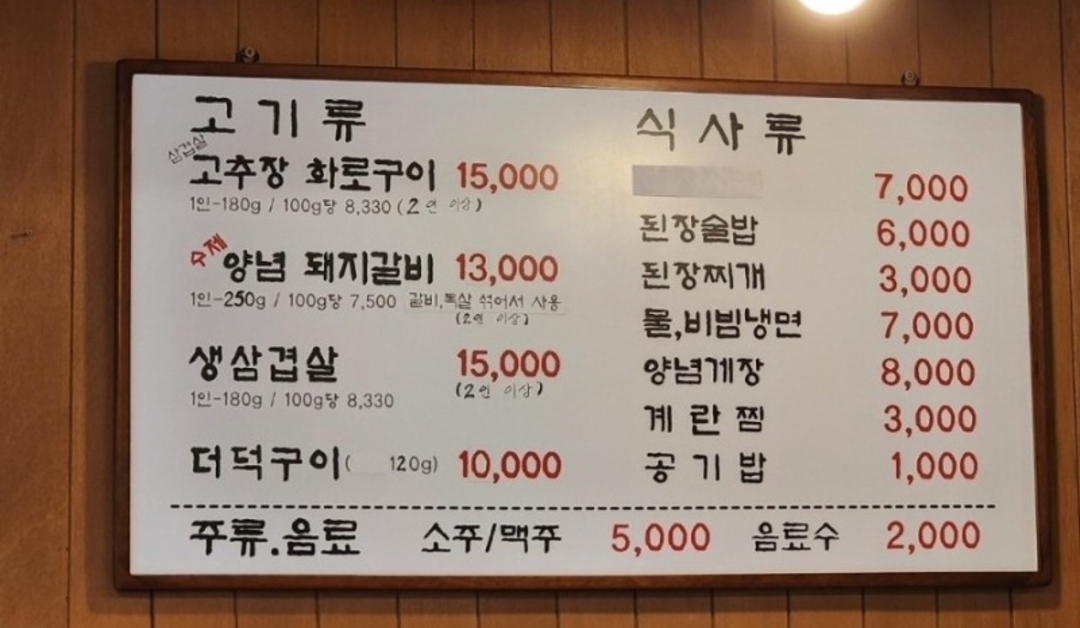 고기류
삼겹살
고추장 화로구이 15,000
1인-180g / 100g당 8,330 (2인 이상)
수제
양념 돼지갈비 13,000
1인-250g / 100g당 7,500 갈비,목살 섞어서 사용
(2인 이상)
생삼겹살 15,000
1인-180g / 100g당 8,330 (2인 이상)
더덕구이( 120g) 10,000
식사류
7,000
된장술밥 6,000
된장찌개 3,000
물,비빔냉면 7,000
양념게장 8,000
계란찜 3,000
공기밥 1,000
주류.음료 소주/맥주 5,000 음료수 2,000